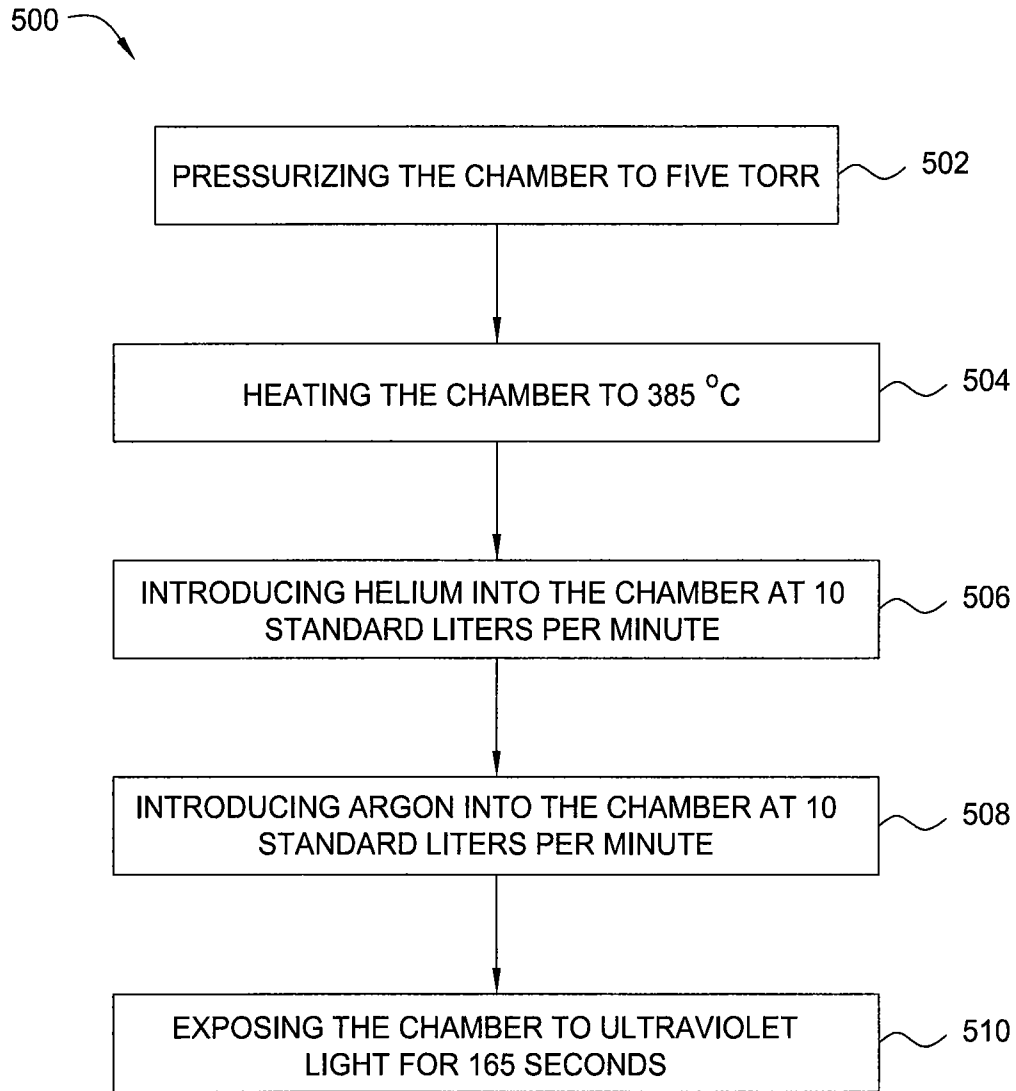 500
PRESSURIZING THE CHAMBER TO FIVE TORR
502
HEATING THE CHAMBER TO 385 °C
504
INTRODUCING HELIUM INTO THE CHAMBER AT 10
STANDARD LITERS PER MINUTE
506
INTRODUCING ARGON INTO THE CHAMBER AT 10
STANDARD LITERS PER MINUTE
508
EXPOSING THE CHAMBER TO ULTRAVIOLET
LIGHT FOR 165 SECONDS
510